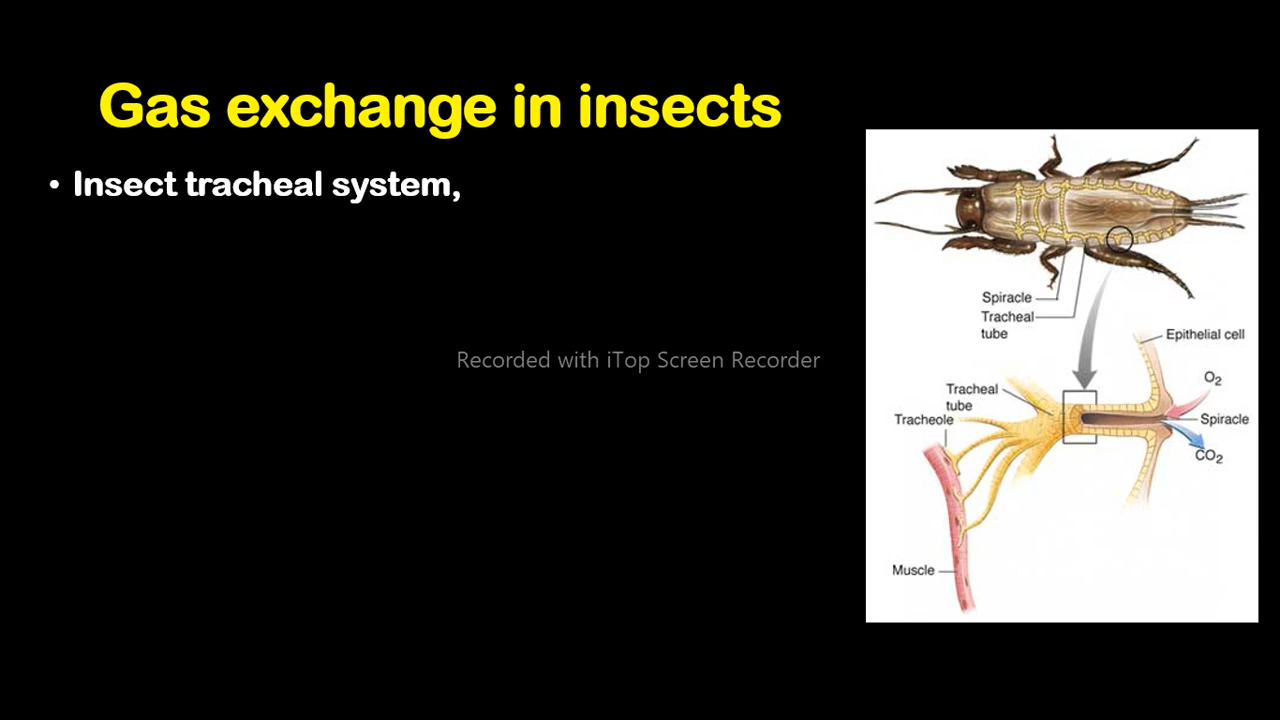 Gas exchange in insects
• Insect tracheal system,
Recorded with iTop Screen Recorder
Spiracle
Tracheal
tube
Epithelial cell
O₂
Tracheal
tube
Tracheole
Spiracle
CO₂
Muscle